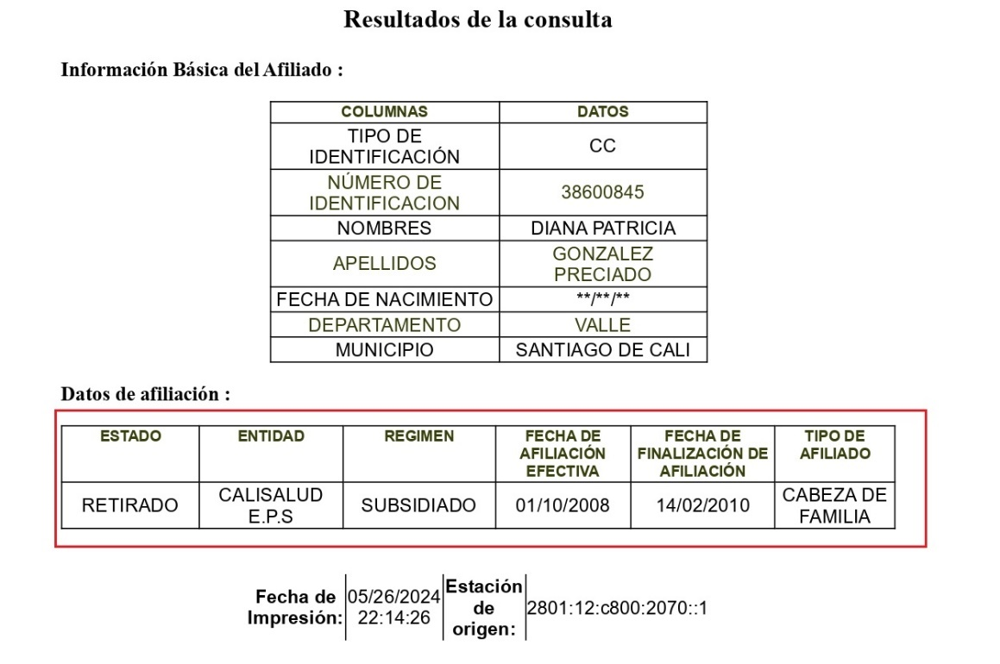 Resultados de la consulta
Información Básica del Afiliado :
COLUMNAS DATOS
TIPO DE
IDENTIFICACIÓN CC
NÚMERO DE
IDENTIFICACION 38600845
NOMBRES DIANA PATRICIA
APELLIDOS GONZALEZ
PRECIADO
FECHA DE NACIMIENTO **/**/**
DEPARTAMENTO VALLE
MUNICIPIO SANTIAGO DE CALI
Datos de afiliación :
ESTADO ENTIDAD REGIMEN FECHA DE AFILIACIÓN EFECTIVA FECHA DE FINALIZACIÓN DE AFILIACIÓN TIPO DE AFILIADO
RETIRADO CALISALUD E.P.S SUBSIDIADO 01/10/2008 14/02/2010 CABEZA DE FAMILIA
Fecha de Impresión: 05/26/2024 22:14:26 Estación de origen: 2801:12:c800:2070::1